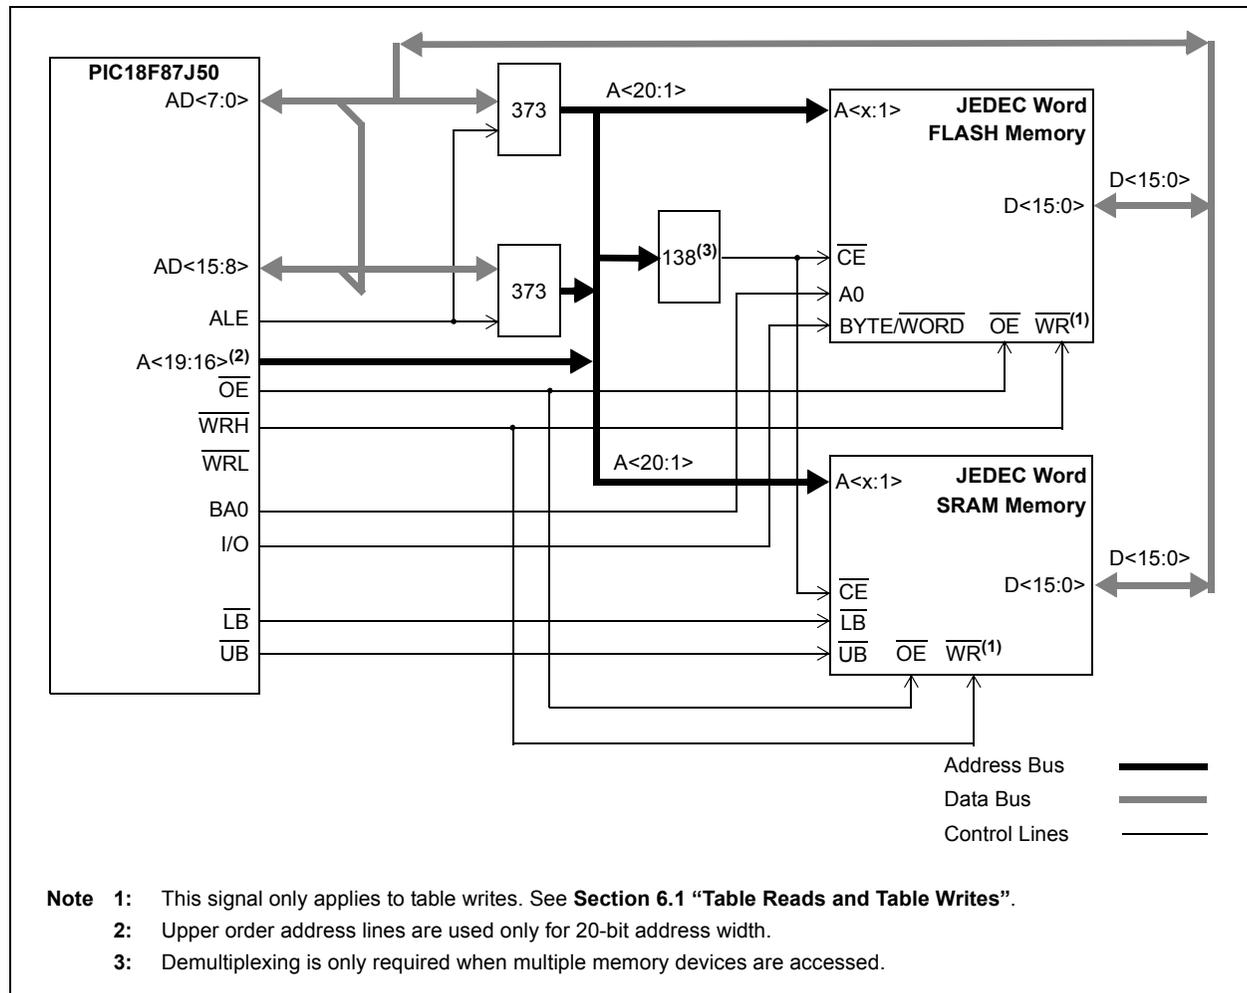 PIC18F87J50
AD<7:0>
373
A<20:1>
A<x:1>
JEDEC Word
FLASH Memory
D<15:0>
D<15:0>
138(3)
AD<15:8>
373
CE
A0
ALE
BYTE/WORD
OE
WR(1)
A<19:16>(2)
OE
WRH
WRL
A<20:1>
A<x:1>
JEDEC Word
SRAM Memory
BA0
I/O
D<15:0>
D<15:0>
CE
LB
LB
UB
UB
OE
WR(1)
Address Bus
Data Bus
Control Lines
Note 1: This signal only applies to table writes. See Section 6.1 “Table Reads and Table Writes”.
2: Upper order address lines are used only for 20-bit address width.
3: Demultiplexing is only required when multiple memory devices are accessed.